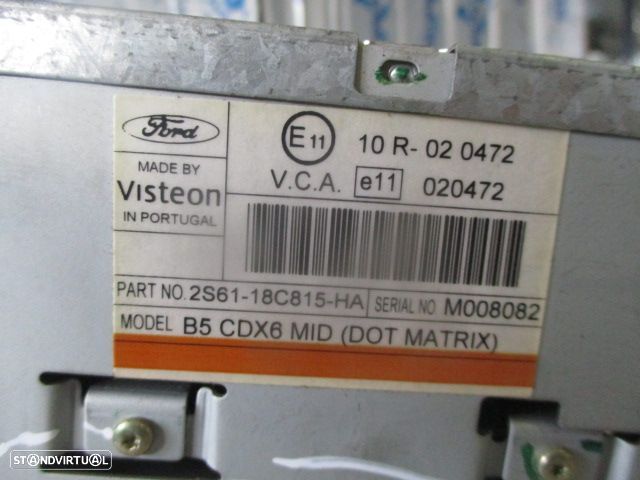 Ford
E 11 10 R- 02 0472
MADE BY
Visteon
IN PORTUGAL
V.C.A. e11 020472
PART NO. 2S61-18C815-HA SERIAL NO M008082
MODEL B5 CDX6 MID (DOT MATRIX)
STANDVIRTUAL